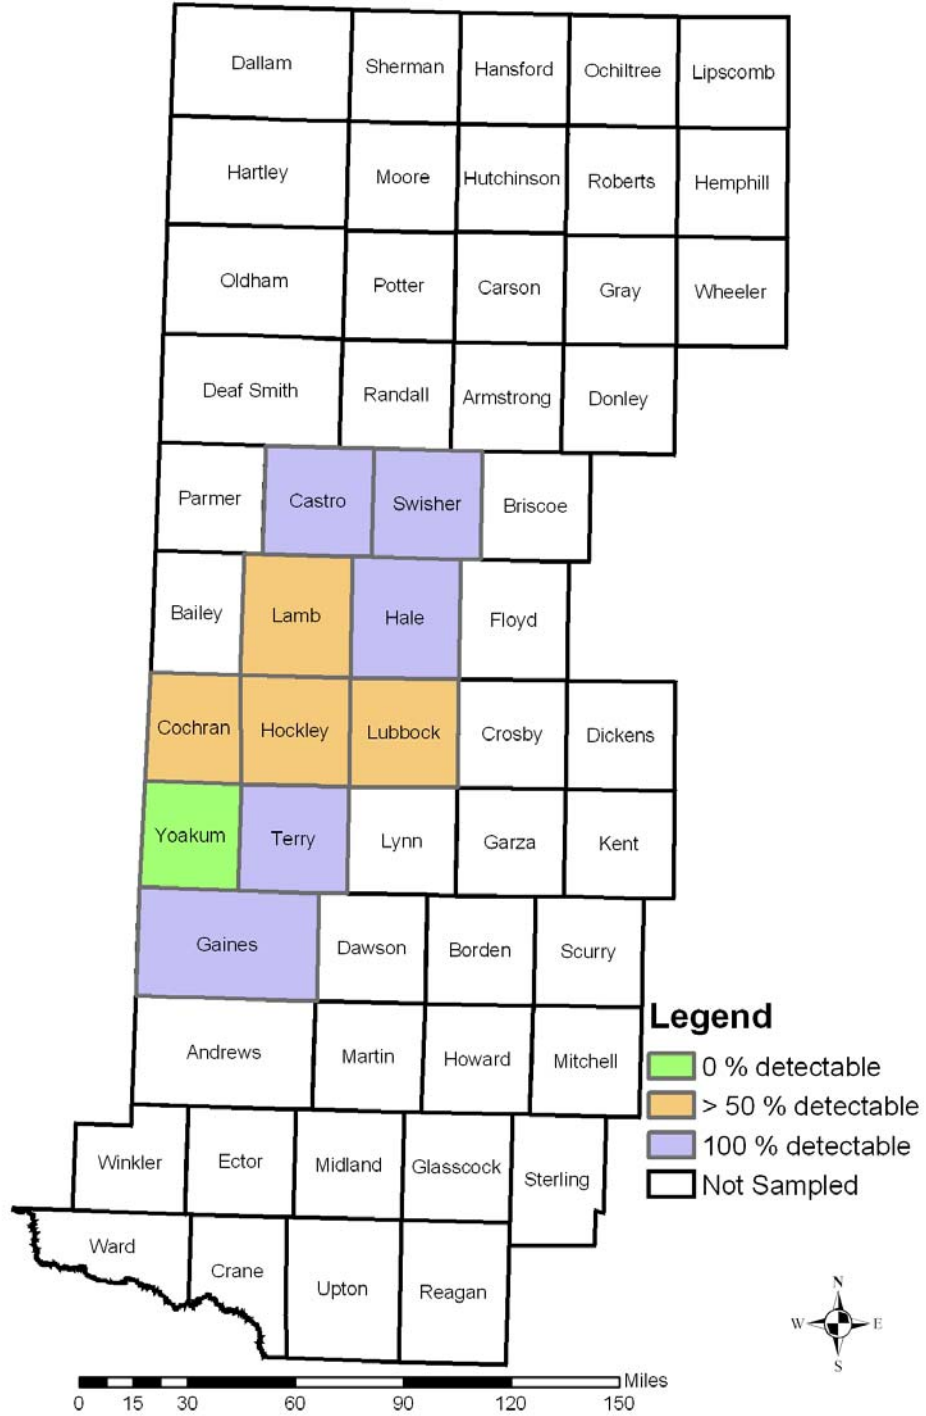 Dallam
Sherman
Hansford
Ochiltree
Lipscomb
Hartley
Moore
Hutchinson
Roberts
Hemphill
Oldham
Potter
Carson
Gray
Wheeler
Deaf Smith
Randall
Armstrong
Donley
Parmer
Castro
Swisher
Briscoe
Bailey
Lamb
Hale
Floyd
Cochran
Hockley
Lubbock
Crosby
Dickens
Yoakum
Terry
Lynn
Garza
Kent
Gaines
Dawson
Borden
Scurry
Andrews
Martin
Howard
Mitchell
Winkler
Ector
Midland
Glasscock
Sterling
Ward
Crane
Upton
Reagan
Legend
0 % detectable
> 50 % detectable
100 % detectable
Not Sampled
N
W E
S
Miles
0 15 30 60 90 120 150